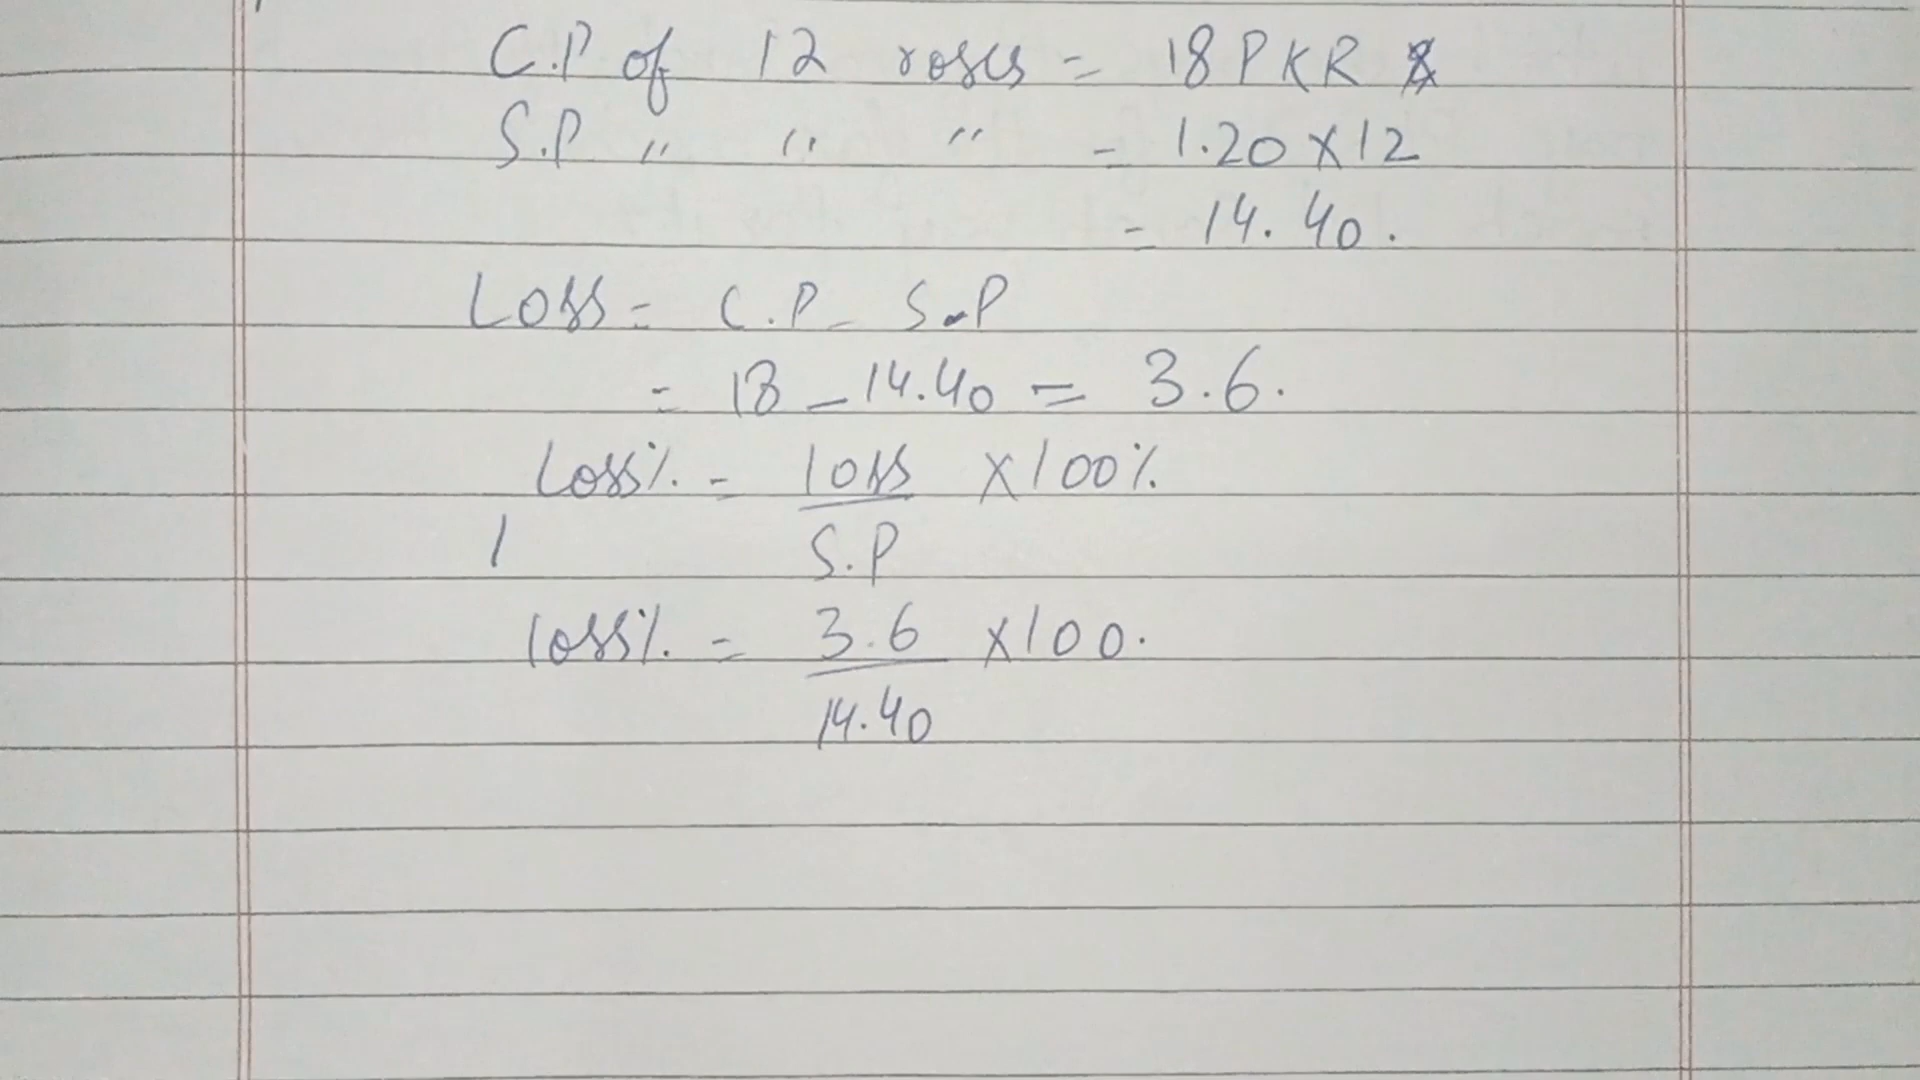 C.P of 12 roses = 18 PKR
S.P " " " = 1.20 × 12
= 14.40.
Loss = C.P - S.P
= 18 - 14.40 = 3.6.
Loss% = loss × 100%
S.P
loss% = 3.6 × 100.
14.40